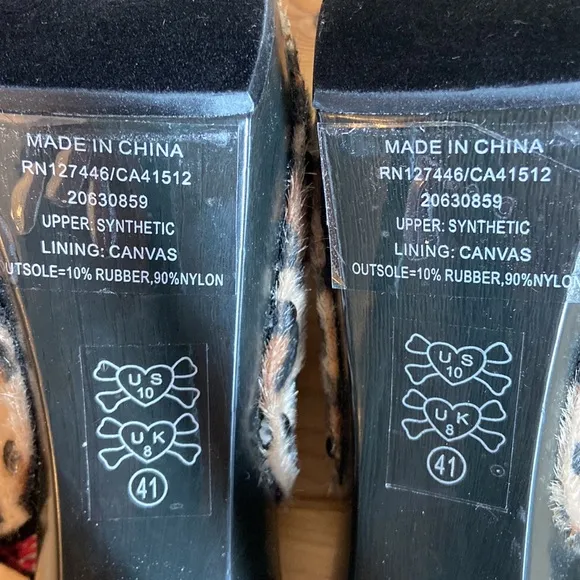 MADE IN CHINA
RN127446/CA41512
20630859
UPPER: SYNTHETIC
LINING: CANVAS
OUTSOLE=10% RUBBER,90%NYLON
US
10
UK
8
41
MADE IN CHINA
RN127446/CA41512
20630859
UPPER: SYNTHETIC
LINING: CANVAS
OUTSOLE=10% RUBBER,90%NYLON
US
10
UK
8
41